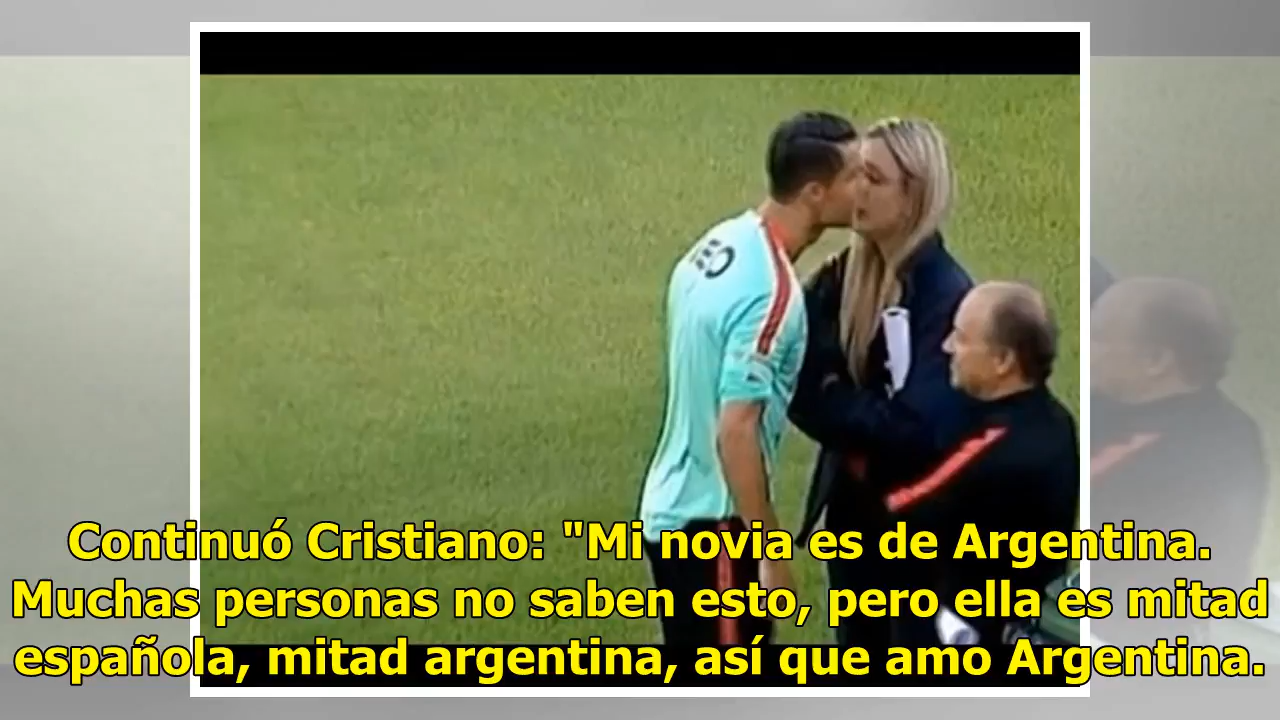 Continuó Cristiano: "Mi novia es de Argentina.
Muchas personas no saben esto, pero ella es mitad
española, mitad argentina, así que amo Argentina.